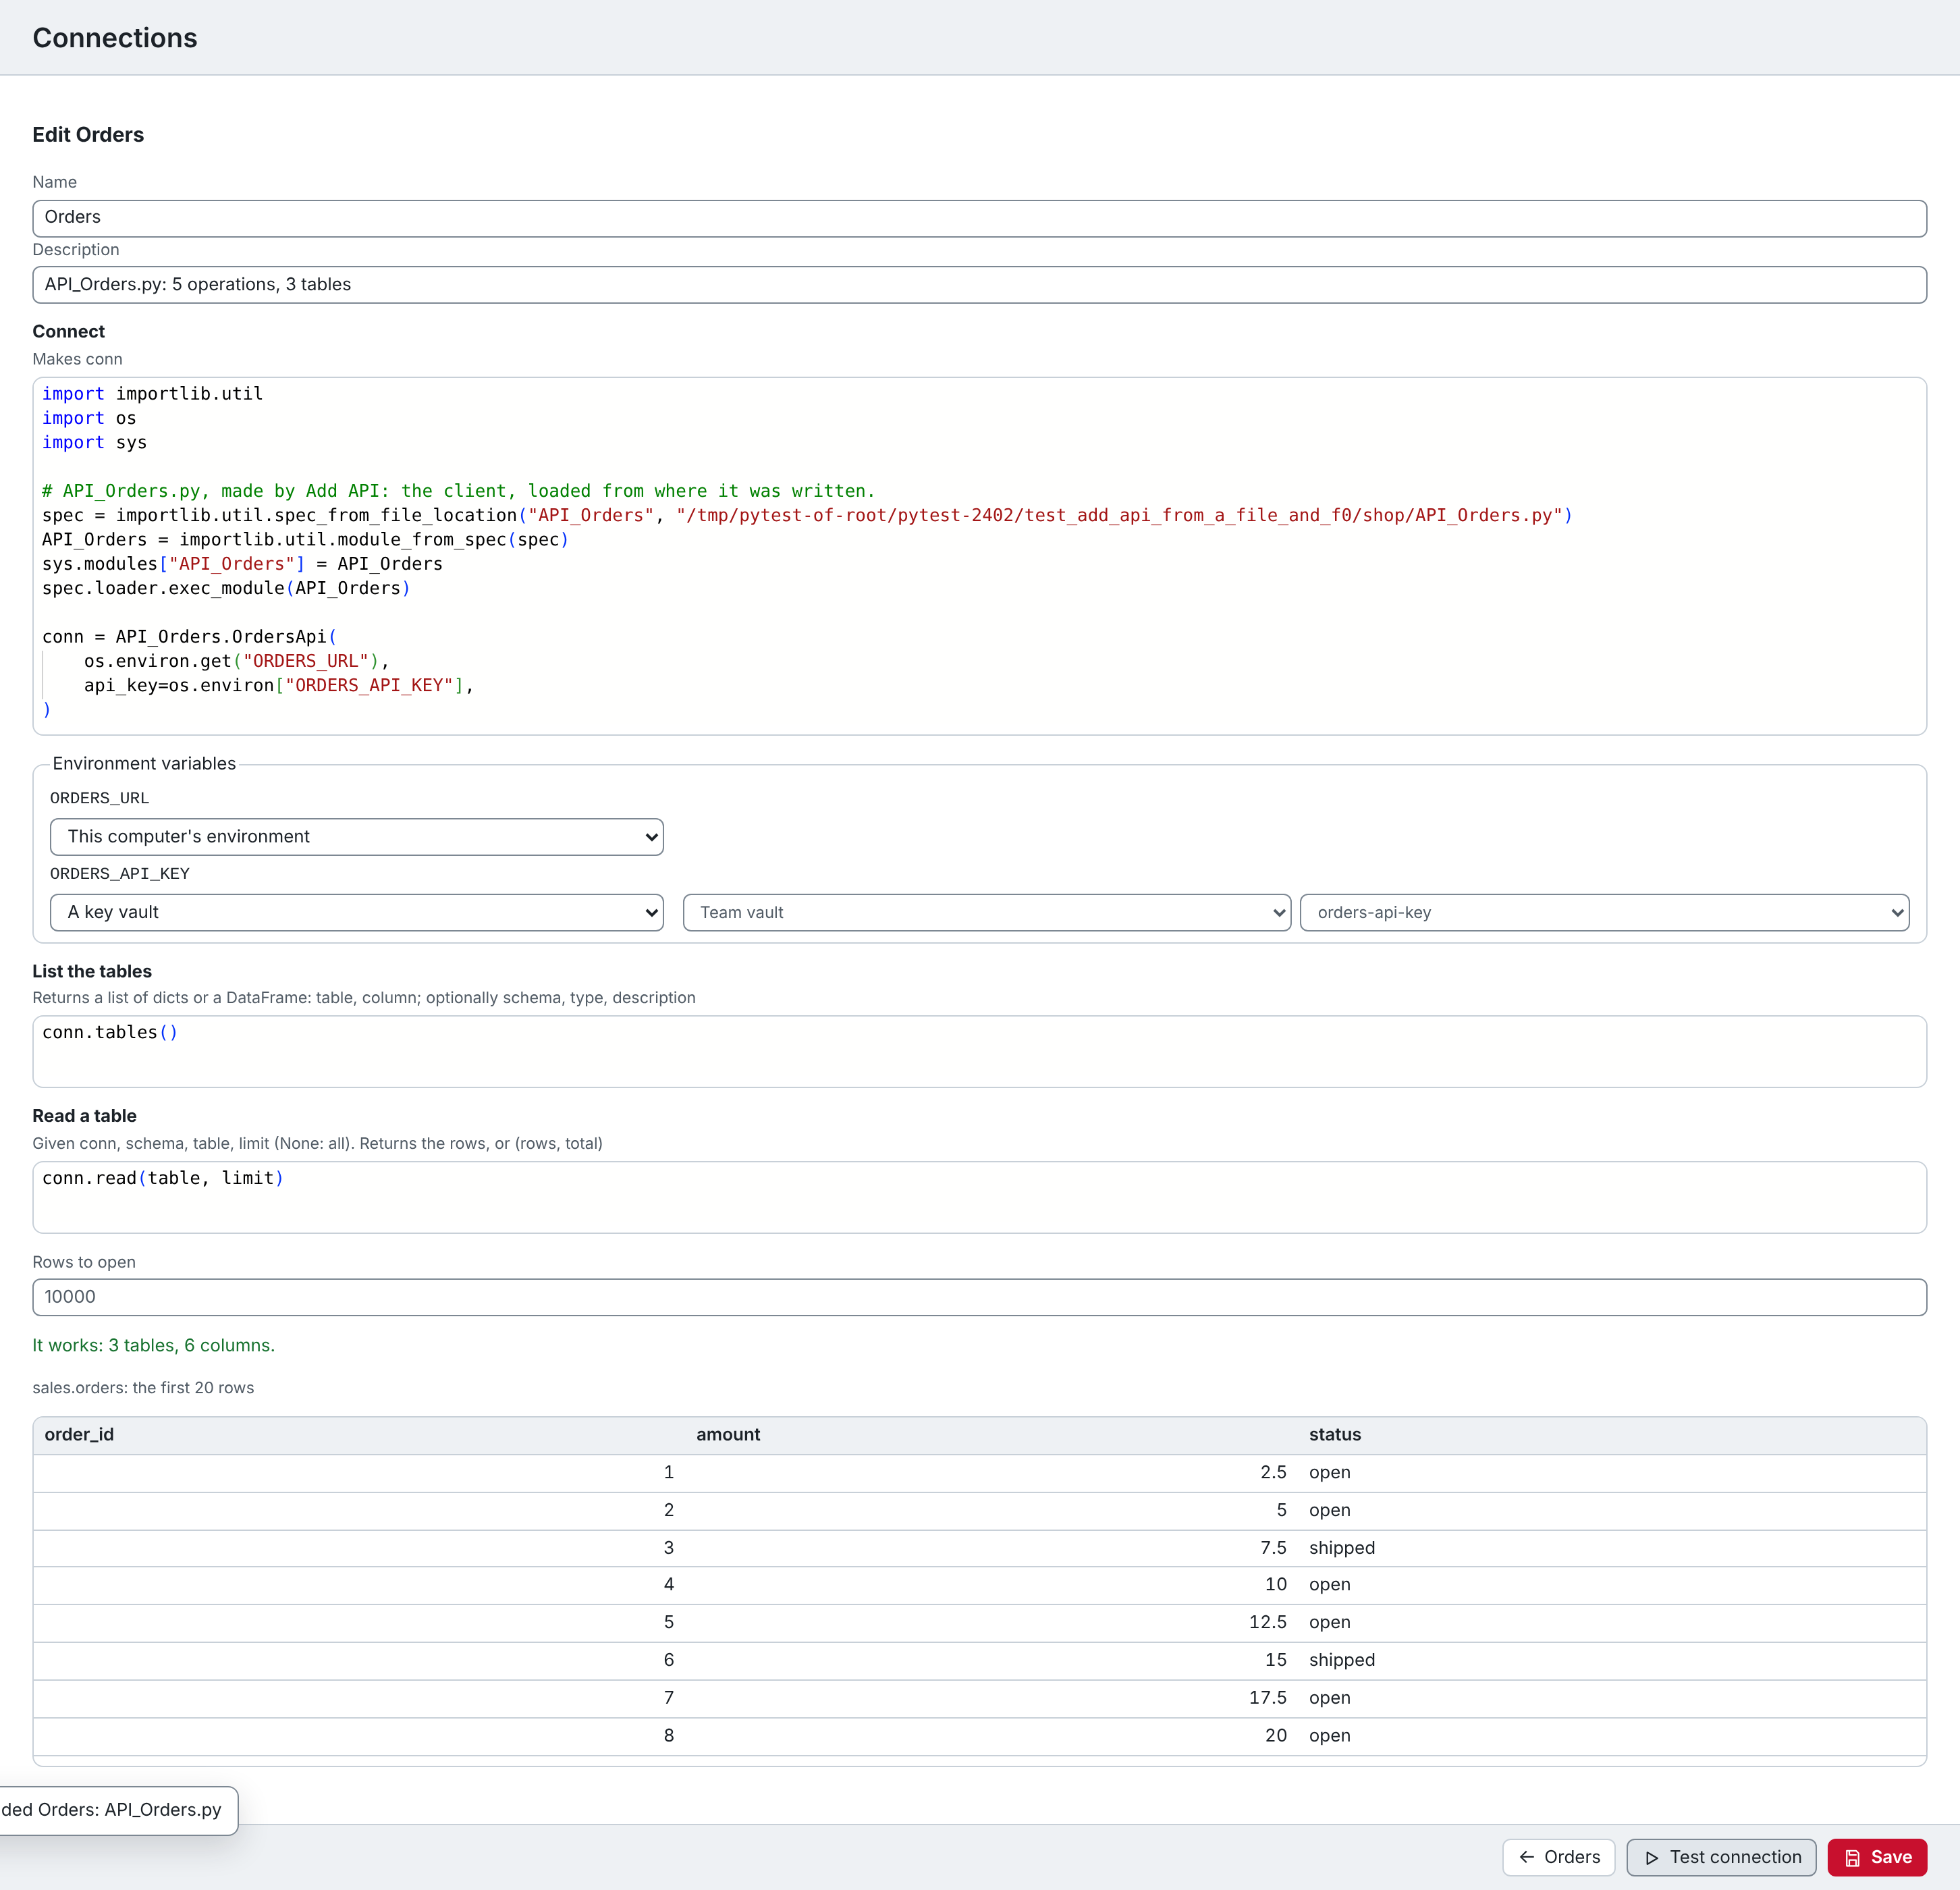 Connections
Edit Orders
Name
Orders
Description
API_Orders.py: 5 operations, 3 tables
Connect
Makes conn
import importlib.util
import os
import sys
# API_Orders.py, made by Add API: the client, loaded from where it was written.
spec = importlib.util.spec_from_file_location("API_Orders", "/tmp/pytest-of-root/pytest-2402/test_add_api_from_a_file_and_f0/shop/API_Orders.py")
API_Orders = importlib.util.module_from_spec(spec)
sys.modules["API_Orders"] = API_Orders
spec.loader.exec_module(API_Orders)
conn = API_Orders.OrdersApi(
    os.environ.get("ORDERS_URL"),
    api_key=os.environ["ORDERS_API_KEY"],
)
Environment variables
ORDERS_URL
This computer's environment
ORDERS_API_KEY
A key vault Team vault orders-api-key
List the tables
Returns a list of dicts or a DataFrame: table, column; optionally schema, type, description
conn.tables()
Read a table
Given conn, schema, table, limit (None: all). Returns the rows, or (rows, total)
conn.read(table, limit)
Rows to open
10000
It works: 3 tables, 6 columns.
sales.orders: the first 20 rows
order_id amount status
1 2.5 open
2 5 open
3 7.5 shipped
4 10 open
5 12.5 open
6 15 shipped
7 17.5 open
8 20 open
ded Orders: API_Orders.py
← Orders Test connection Save